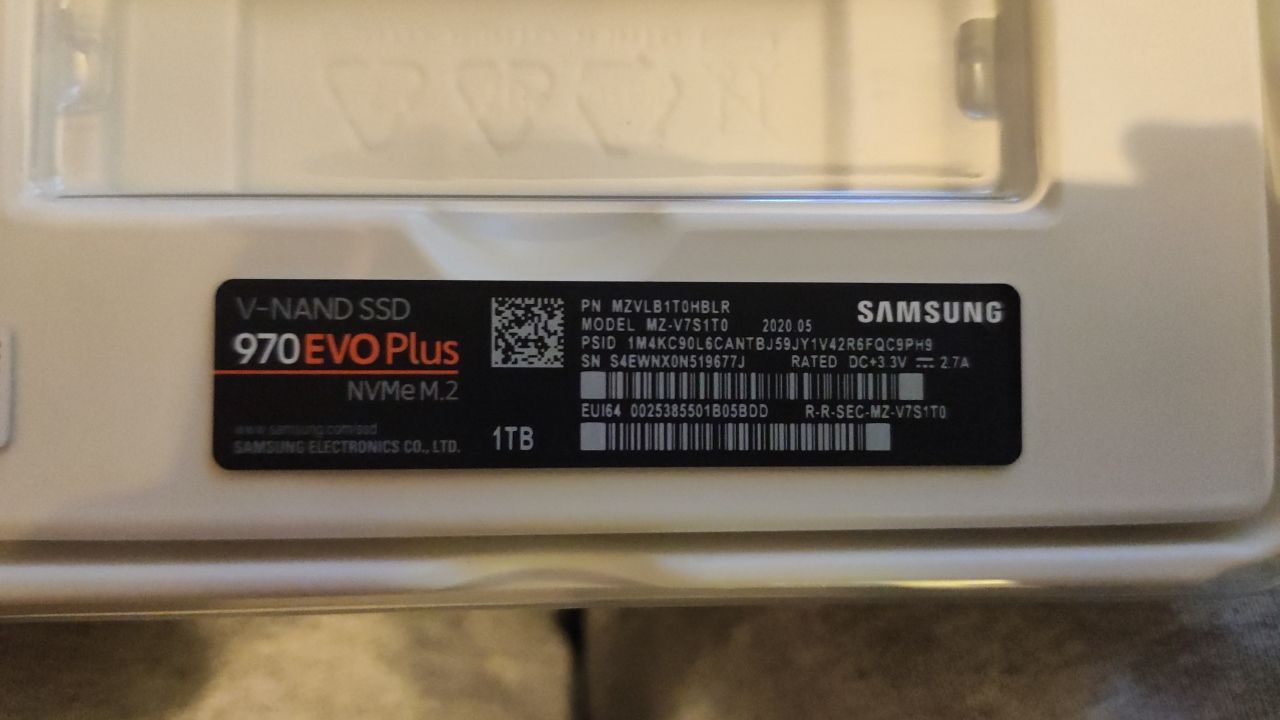 V-NAND SSD
970 EVO Plus
NVMe M.2
www.samsung.com/ssd
SAMSUNG ELECTRONICS CO., LTD.
1TB
PN MZVLB1T0HBLR
MODEL MZ-V7S1T0 2020.05
PSID 1M4KC90L6CANTBJ59JY1V42R6FQC9PH9
SN S4EWNX0N519677J RATED DC+3.3V ⎓ 2.7A
EUI64 0025385501B05BDD R-R-SEC-MZ-V7S1T0
SAMSUNG